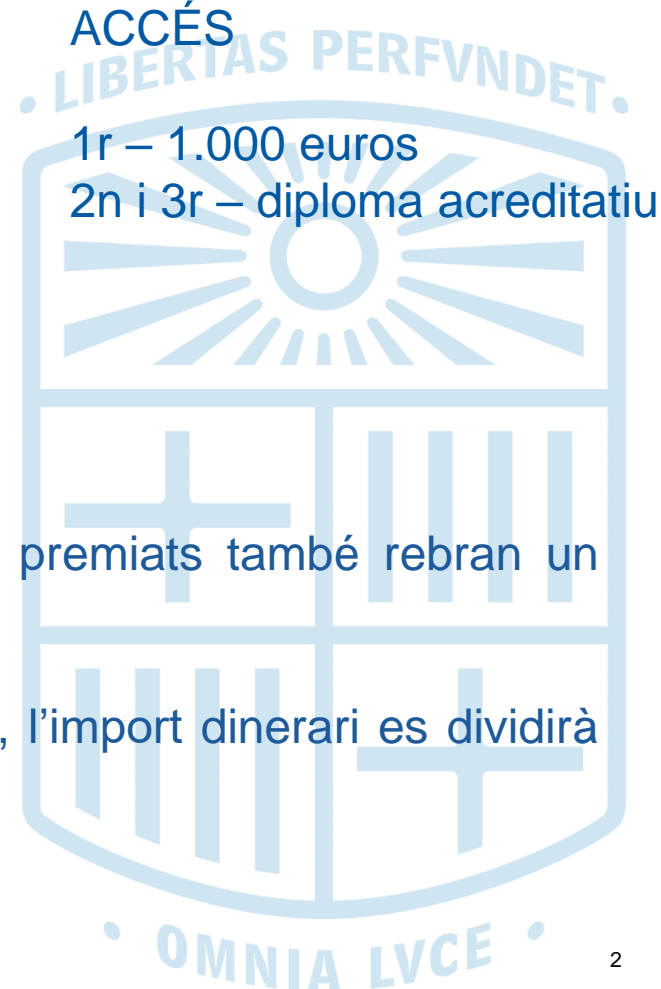 ACCÉS
• LIBERTAS PERFVNDET •
1r – 1.000 euros
2n i 3r – diploma acreditatiu
premiats també rebran un
, l’import dinerari es dividirà
• OMNIA LVCE •
2